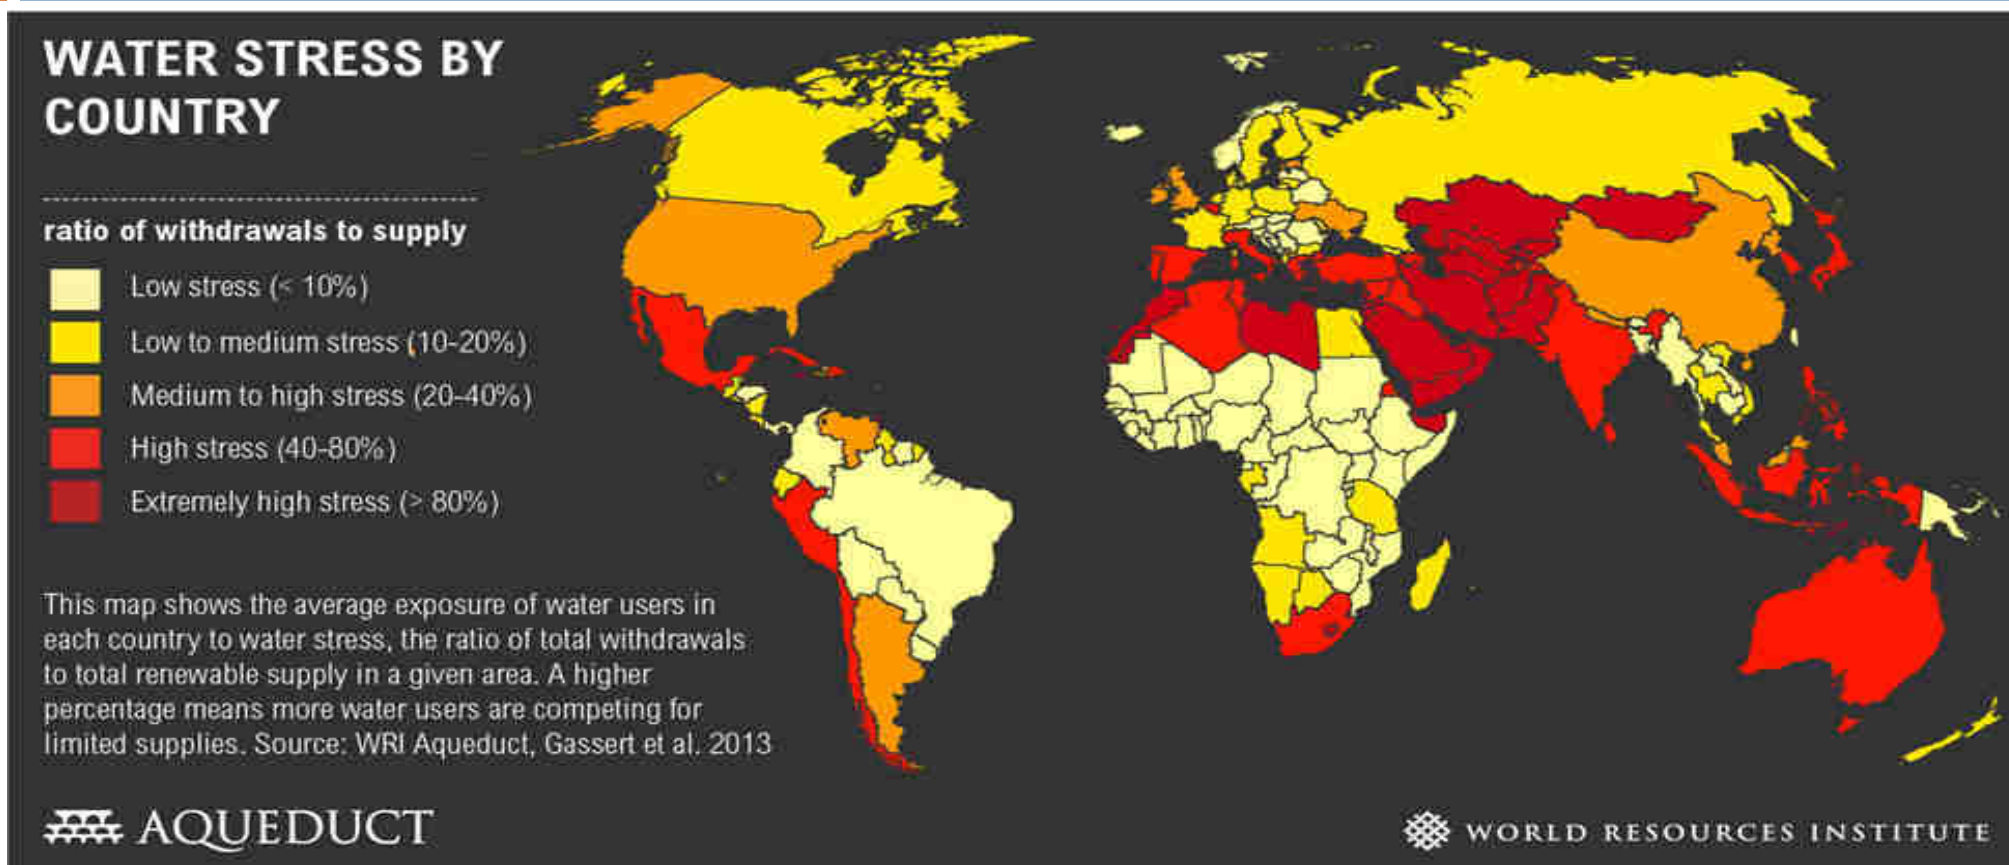 WATER STRESS BY
COUNTRY
ratio of withdrawals to supply
Low stress (< 10%)
Low to medium stress (10-20%)
Medium to high stress (20-40%)
High stress (40-80%)
Extremely high stress (> 80%)
This map shows the average exposure of water users in
each country to water stress, the ratio of total withdrawals
to total renewable supply in a given area. A higher
percentage means more water users are competing for
limited supplies. Source: WRI Aqueduct, Gassert et al. 2013
AQUEDUCT
WORLD RESOURCES INSTITUTE